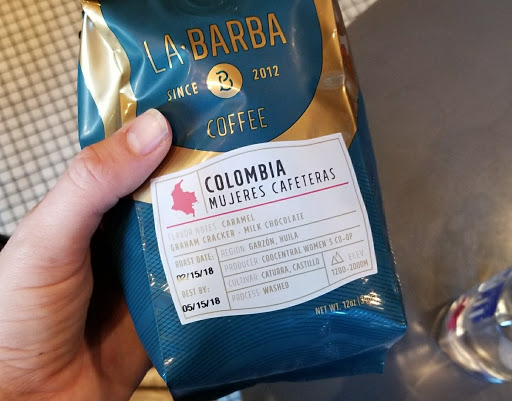 LA BARBA
SINCE 2012
COFFEE
COLOMBIA
MUJERES CAFETERAS
FLAVOR NOTES: CARAMEL
GRAHAM CRACKER · MILK CHOCOLATE
ROAST DATE:
02/15/18
BEST BY:
05/15/18
REGION: GARZÓN, HUILA
PRODUCER: COOCENTRAL WOMEN'S CO-OP
CULTIVAR: CATURRA, CASTILLO
PROCESS: WASHED
ELEV.
1200-2000M
NET WT. 12OZ